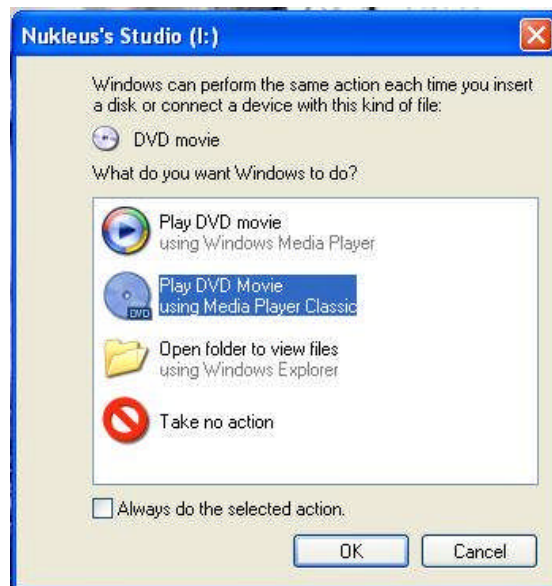 Nukleus's Studio (I:)
Windows can perform the same action each time you insert
a disk or connect a device with this kind of file:
DVD movie
What do you want Windows to do?
Play DVD movie
using Windows Media Player
Play DVD Movie
using Media Player Classic
DVD
Open folder to view files
using Windows Explorer
Take no action
Always do the selected action.
OK
Cancel